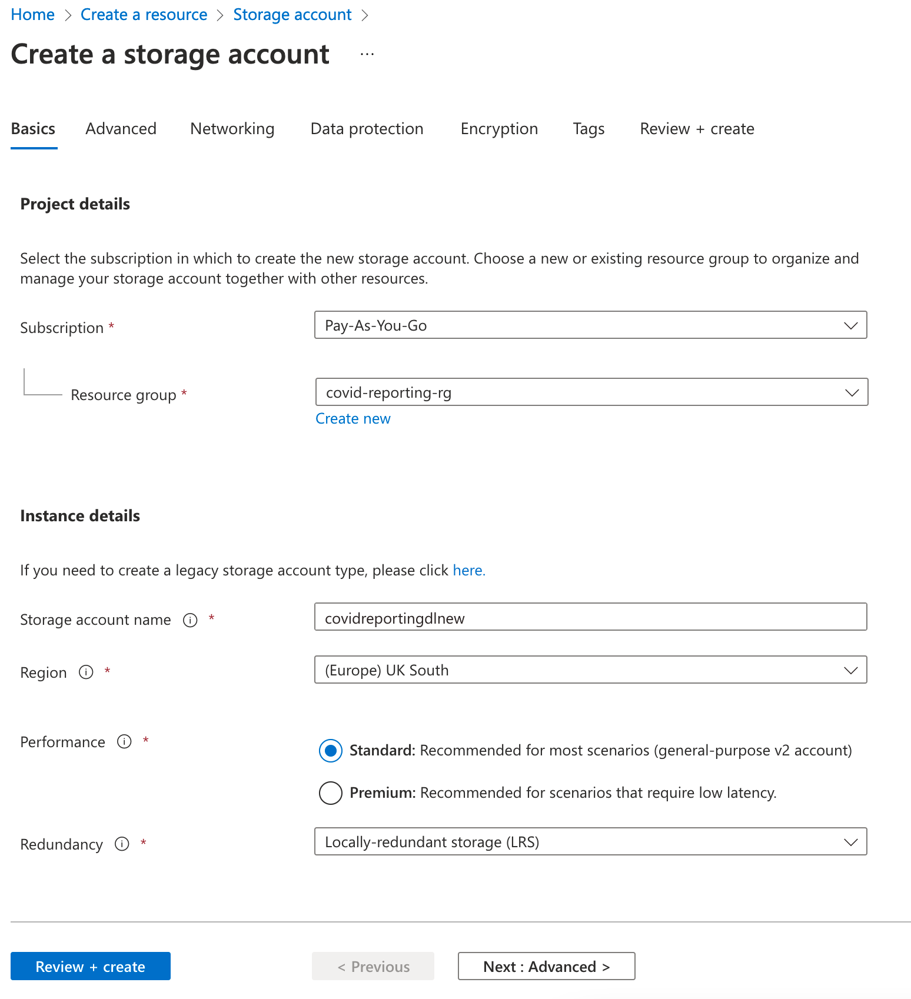 Home > Create a resource > Storage account >
Create a storage account ...
Basics Advanced Networking Data protection Encryption Tags Review + create
Project details
Select the subscription in which to create the new storage account. Choose a new or existing resource group to organize and
manage your storage account together with other resources.
Subscription * Pay-As-You-Go
Resource group * covid-reporting-rg
Create new
Instance details
If you need to create a legacy storage account type, please click here.
Storage account name * covidreportingdlnew
Region * (Europe) UK South
Performance * Standard: Recommended for most scenarios (general-purpose v2 account)
Premium: Recommended for scenarios that require low latency.
Redundancy * Locally-redundant storage (LRS)
Review + create < Previous Next : Advanced >